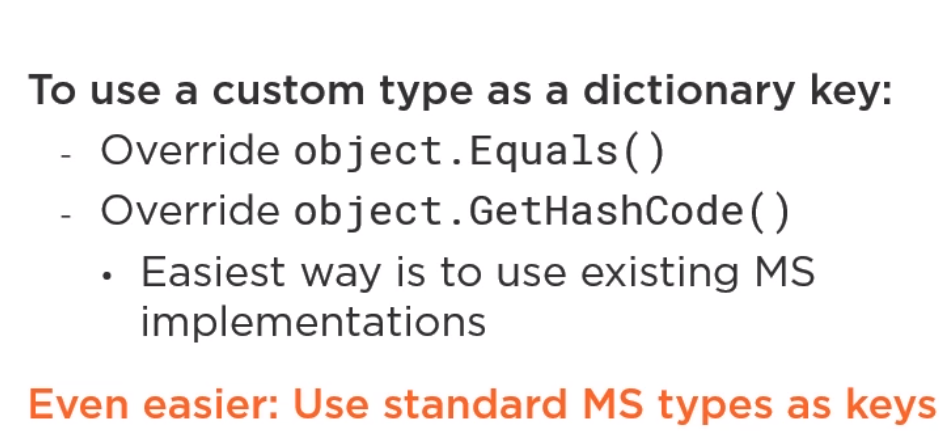 To use a custom type as a dictionary key:
- Override object.Equals()
- Override object.GetHashCode()
• Easiest way is to use existing MS
implementations
Even easier: Use standard MS types as keys